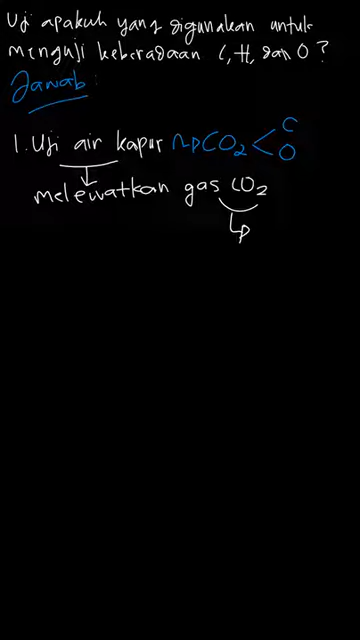 Uji apakah yang digunakan untuk
menguji keberadaan C, H, dan O ?
Jawab :
1. Uji air kapur → CO2 < C O
melewatkan gas CO2